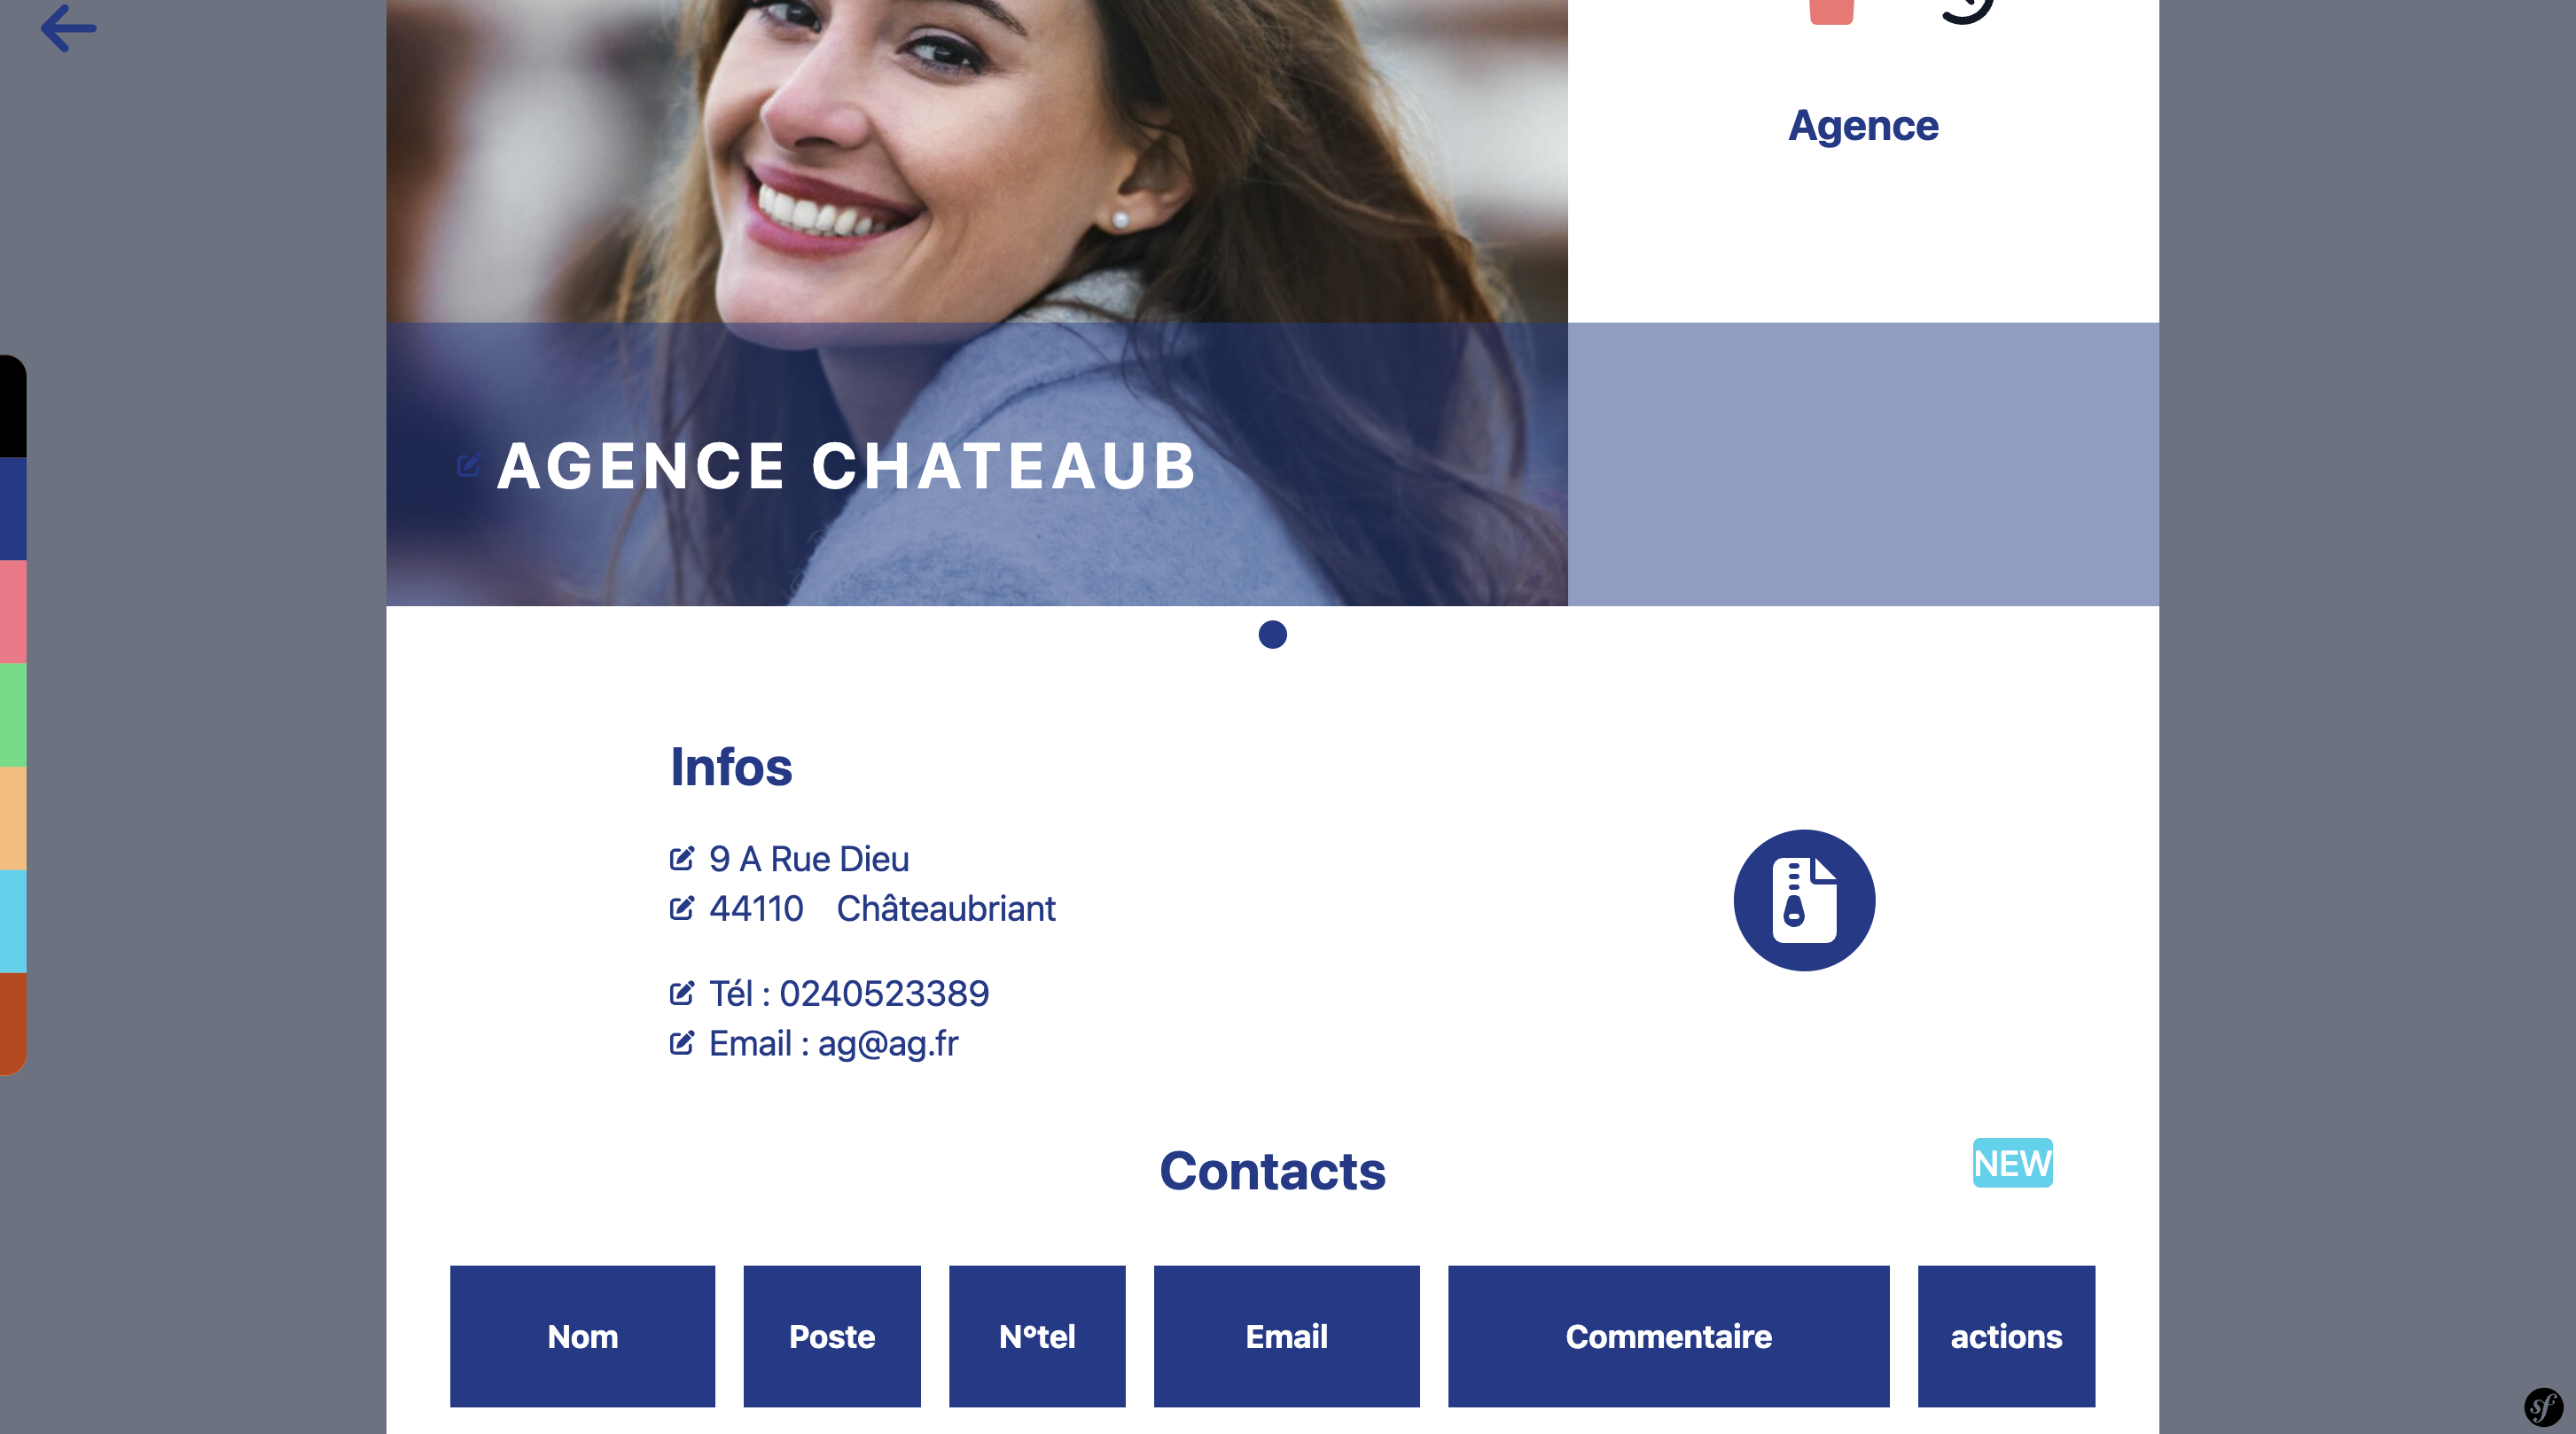 Agence
AGENCE CHATEAUB
Infos
9 A Rue Dieu
44110 Châteaubriant
Tél : 0240523389
Email : ag@ag.fr
Contacts
NEW
Nom
Poste
N°tel
Email
Commentaire
actions
sf